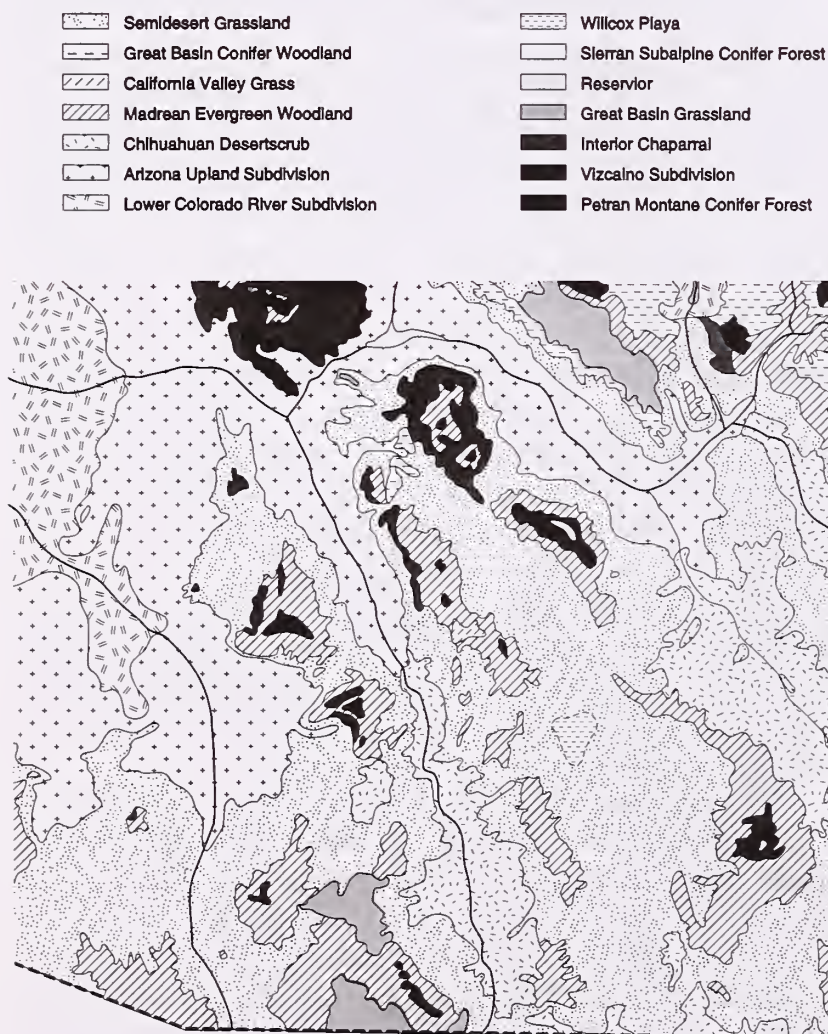 Semidesert Grassland
Great Basin Conifer Woodland
California Valley Grass
Madrean Evergreen Woodland
Chihuahuan Desertscrub
Arizona Upland Subdivision
Lower Colorado River Subdivision
Willcox Playa
Sierran Subalpine Conifer Forest
Reservior
Great Basin Grassland
Interior Chaparral
Vizcaino Subdivision
Petran Montane Conifer Forest